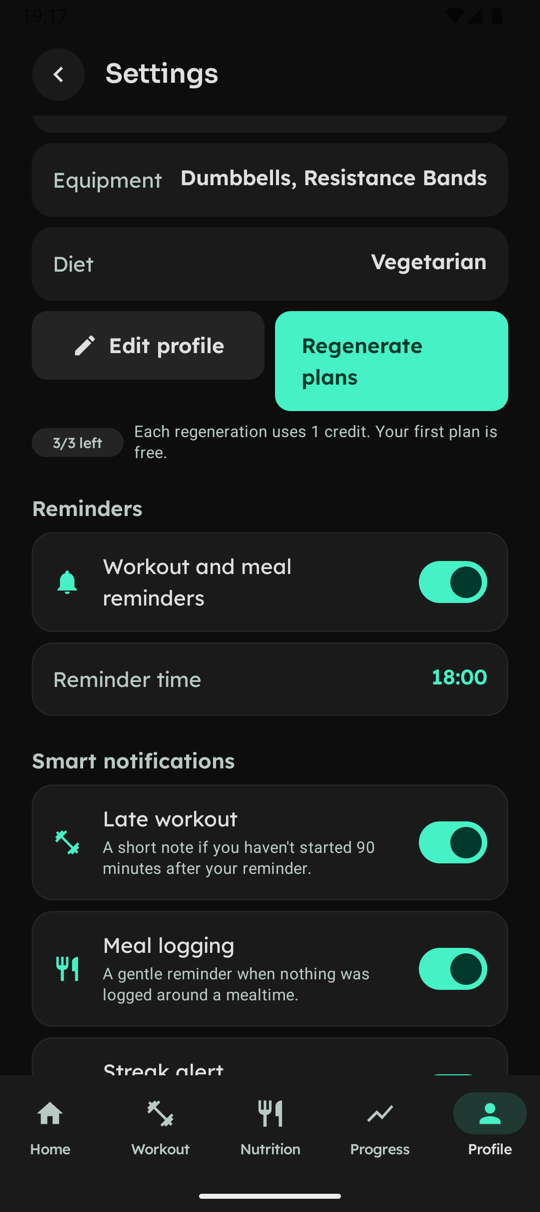 19:17
Settings
Equipment Dumbbells, Resistance Bands
Diet Vegetarian
Edit profile
Regenerate
plans
3/3 left
Each regeneration uses 1 credit. Your first plan is
free.
Reminders
Workout and meal
reminders
Reminder time 18:00
Smart notifications
Late workout
A short note if you haven't started 90
minutes after your reminder.
Meal logging
A gentle reminder when nothing was
logged around a mealtime.
Streak alert
Home Workout Nutrition Progress Profile